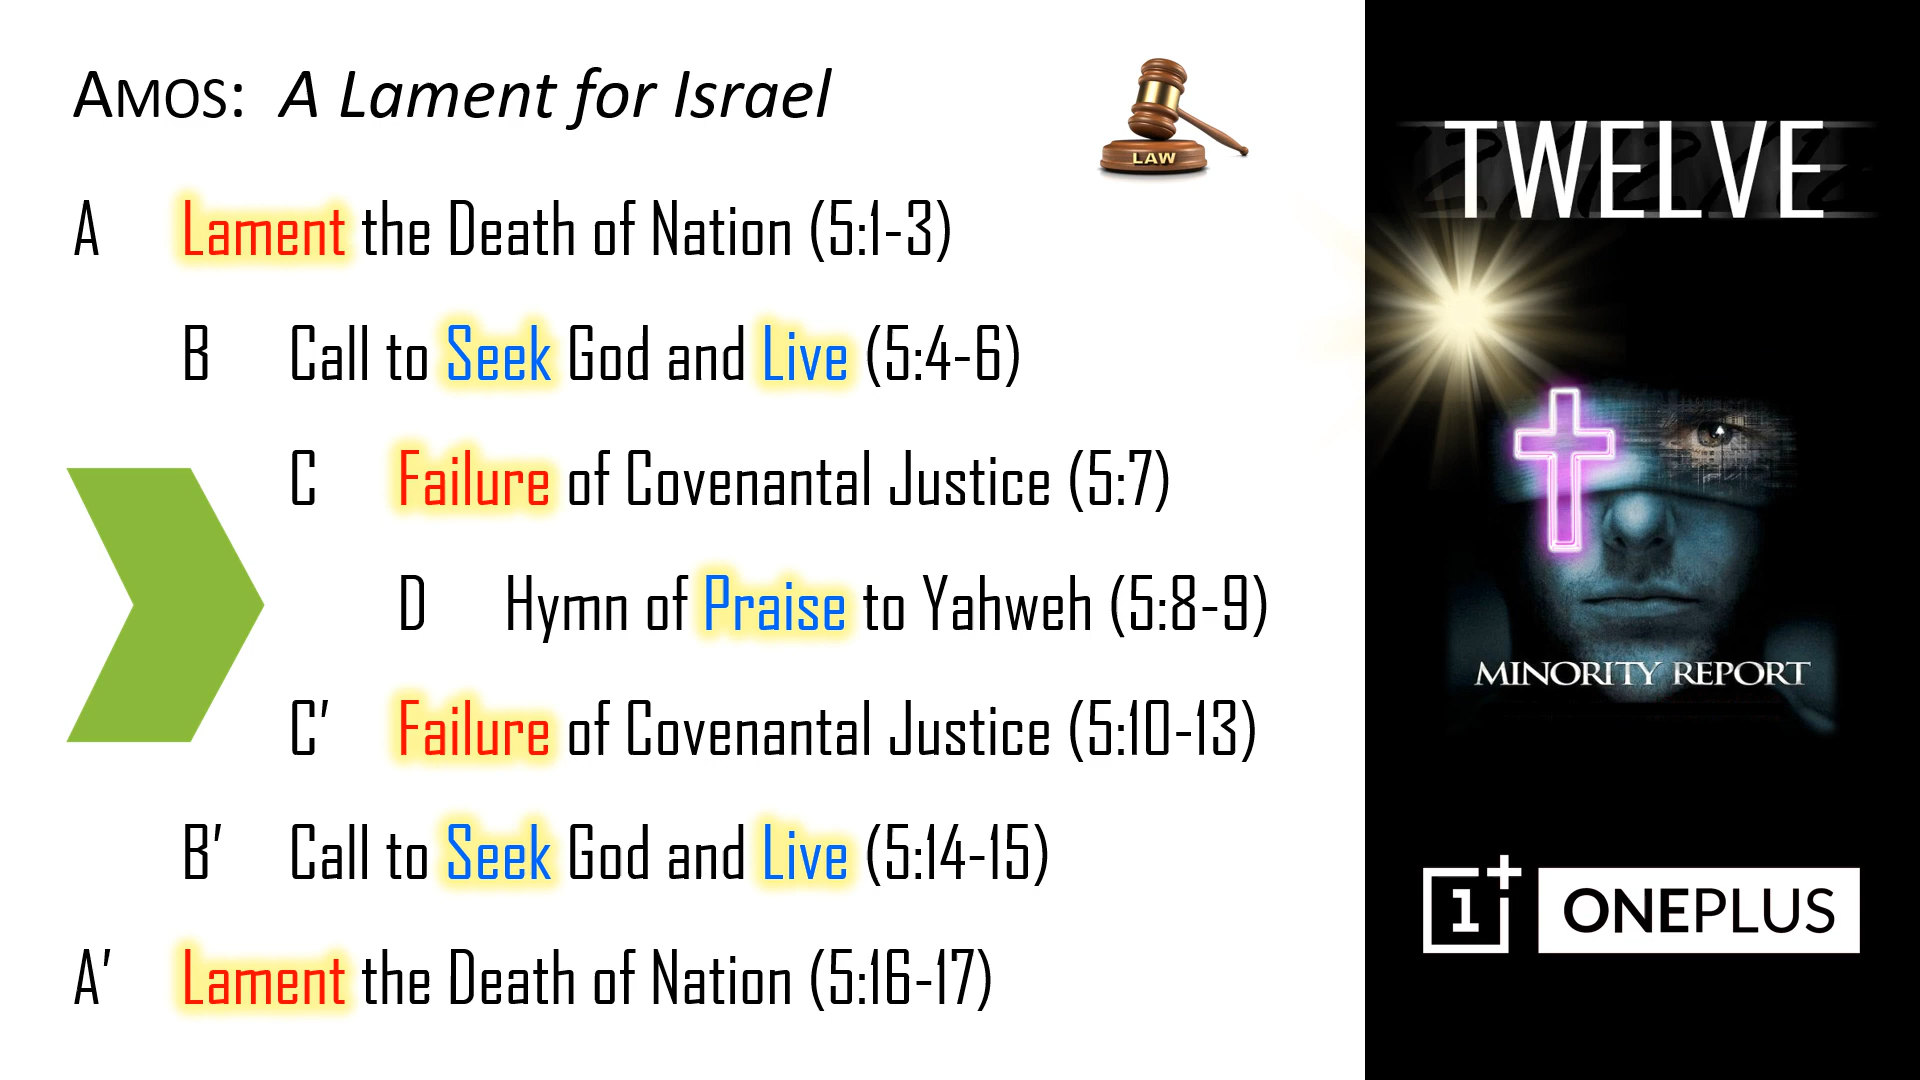 AMOS: A Lament for Israel
LAW
A Lament the Death of Nation (5:1-3)
B Call to Seek God and Live (5:4-6)
C Failure of Covenantal Justice (5:7)
D Hymn of Praise to Yahweh (5:8-9)
C’ Failure of Covenantal Justice (5:10-13)
B’ Call to Seek God and Live (5:14-15)
A’ Lament the Death of Nation (5:16-17)
TWELVE
MINORITY REPORT
1+ ONEPLUS